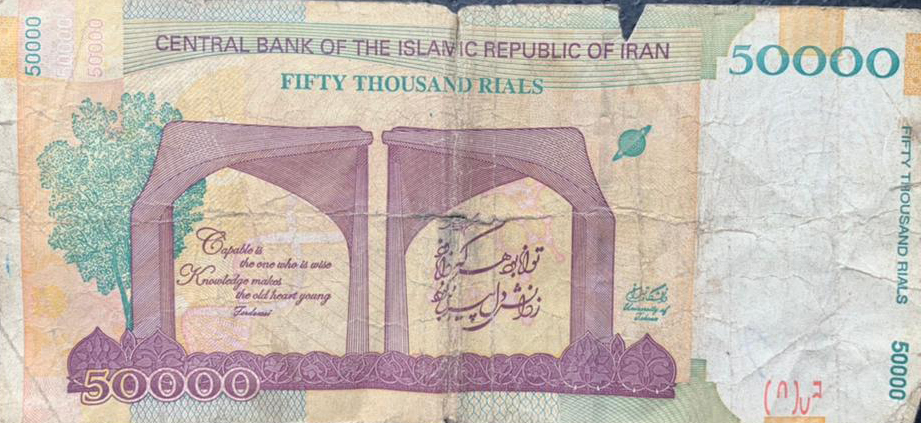 50000
50000
50000
CENTRAL BANK OF THE ISLAMIC REPUBLIC OF IRAN
FIFTY THOUSAND RIALS
50000
Capable is
the one who is wise
Knowledge makes
the old heart young
Ferdowsi
توانا بود هر که دانا بود
ز دانش دل پیر برنا بود
دانشگاه تهران
University of
Tehran
50000
FIFTY THOUSAND RIALS
50000